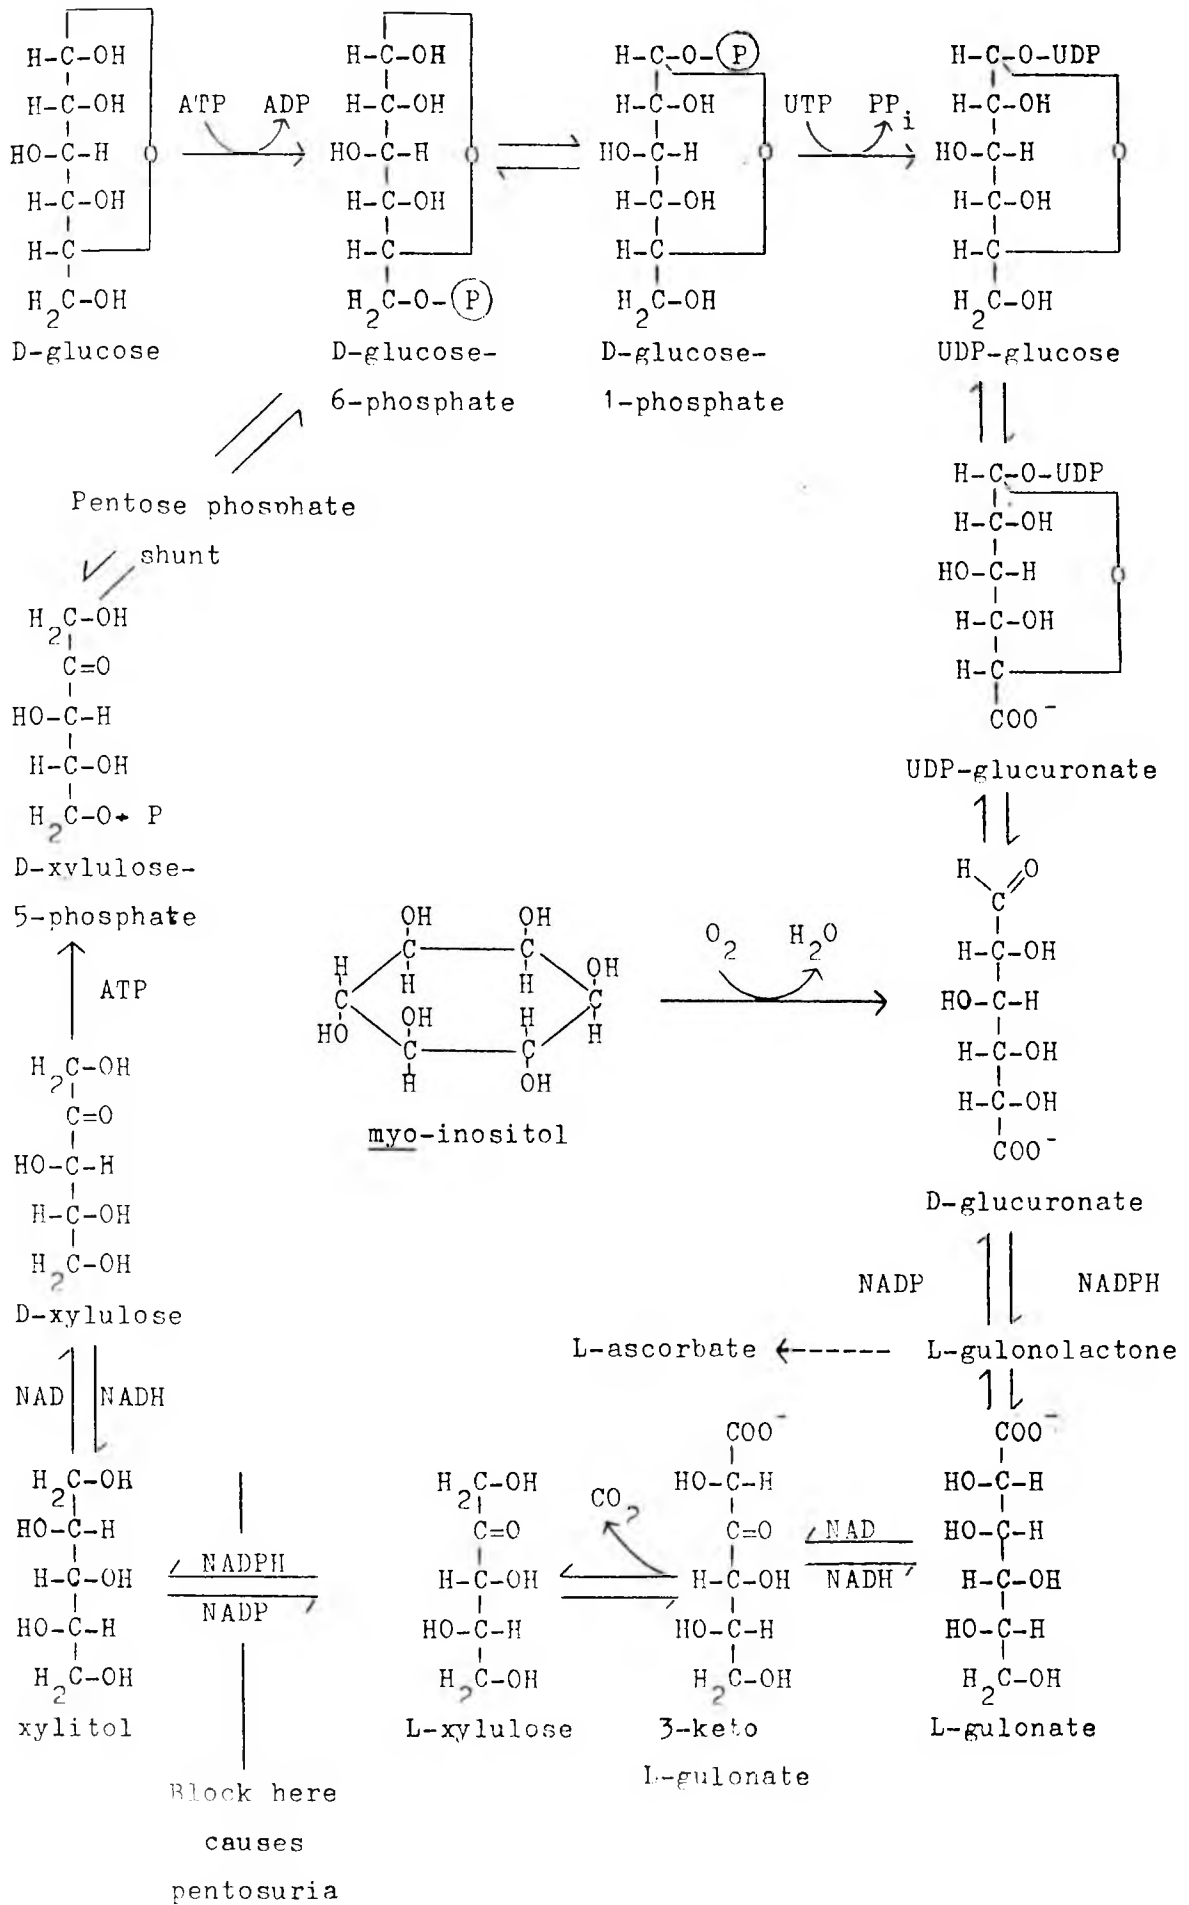 H-C-OH H-C-OH H-C-O-P H-C-O-UDP
H-C-OH ATP ADP H-C-OH H-C-OH UTP PPi H-C-OH
HO-C-H O HO-C-H O HO-C-H O HO-C-H O
H-C-OH H-C-OH H-C-OH H-C-OH
H-C H-C H-C H-C
H2C-OH H2C-O-P H2C-OH H2C-OH
D-glucose D-glucose- D-glucose- UDP-glucose
6-phosphate 1-phosphate
H-C-O-UDP
Pentose phosphate
H-C-OH
shunt
HO-C-H O
H2C-OH H-C-OH
C=O H-C
HO-C-H COO-
H-C-OH UDP-glucuronate
H2C-O- P
D-xylulose-
H O
C
5-phosphate
OH OH O2 H2O
C C H-C-OH
H H H OH
ATP C C HO-C-H
HO OH H H
H2C-OH C C H-C-OH
H OH
C=O H-C-OH
myo-inositol COO-
HO-C-H
H-C-OH D-glucuronate
H2C-OH NADP NADPH
D-xylulose
L-ascorbate L-gulonolactone
NAD NADH
COO- COO-
H2C-OH H2C-OH HO-C-H HO-C-H
CO2
HO-C-H C=O C=O NAD HO-C-H
H-C-OH NADPH H-C-OH H-C-OH NADH H-C-OH
NADP
HO-C-H HO-C-H HO-C-H HO-C-H
H2C-OH H2C-OH H2C-OH H2C-OH
xylitol L-xylulose 3-keto L-gulonate
L-gulonate
Block here
causes
pentosuria